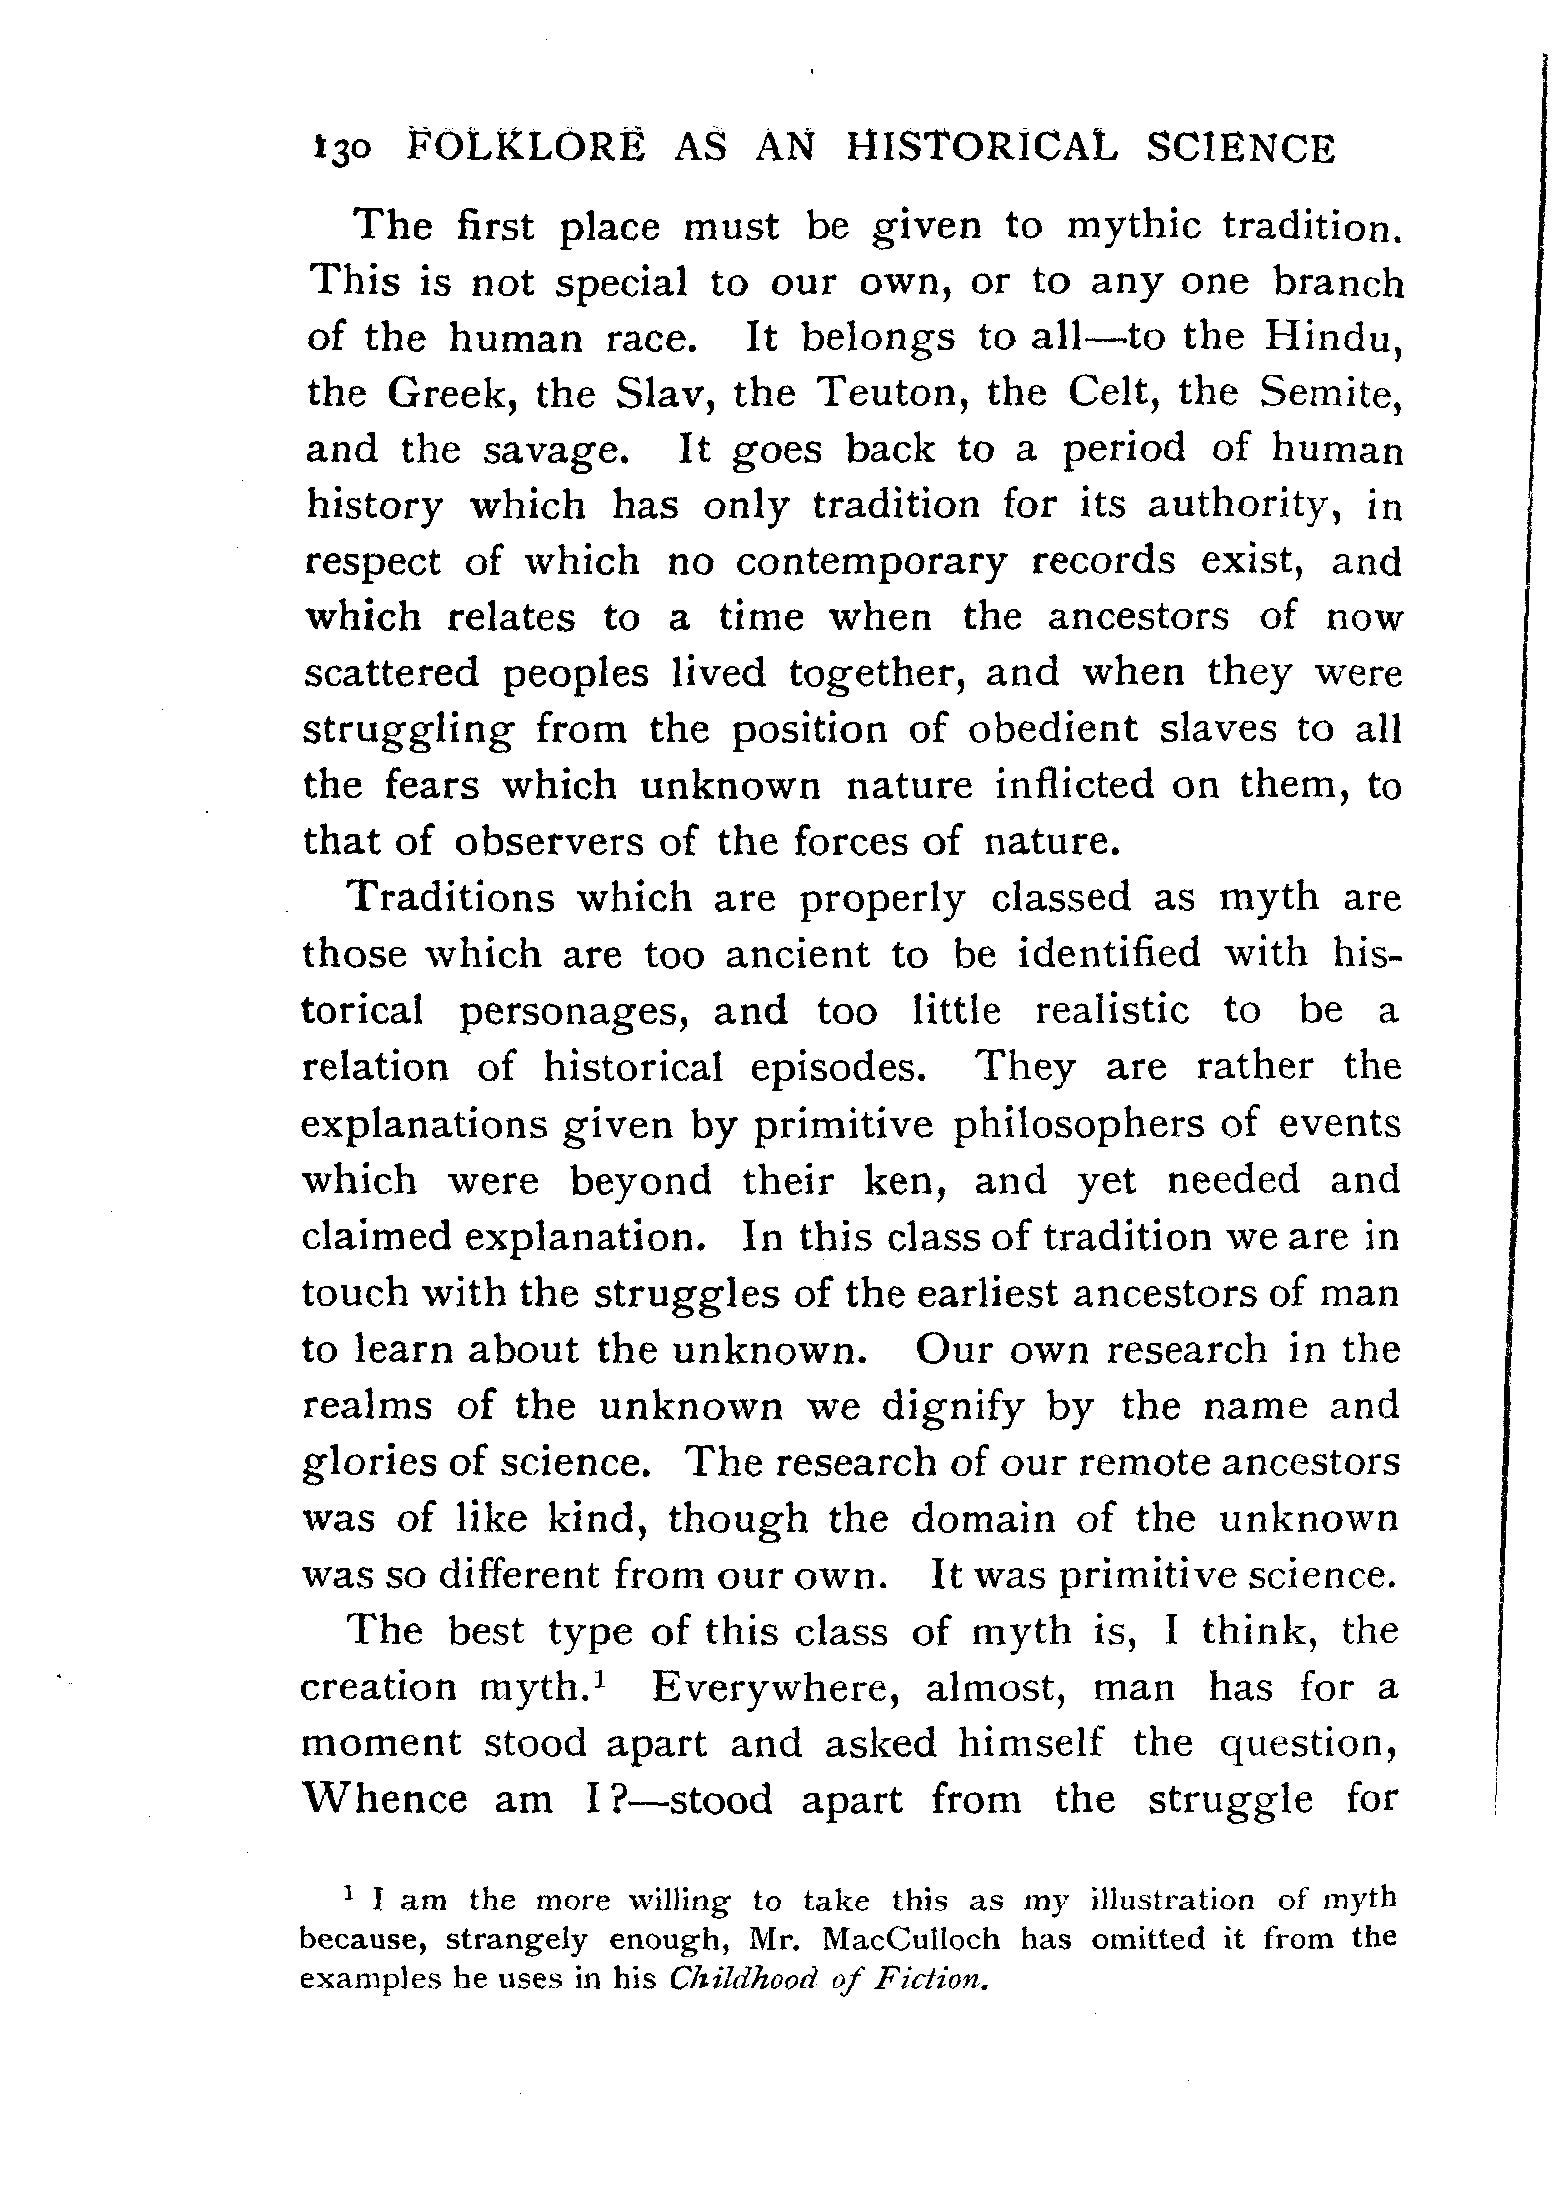 130 FOLKLORE AS AN HISTORICAL SCIENCE
The first place must be given to mythic tradition.
This is not special to our own, or to any one branch
of the human race. It belongs to all—to the Hindu,
the Greek, the Slav, the Teuton, the Celt, the Semite,
and the savage. It goes back to a period of human
history which has only tradition for its authority, in
respect of which no contemporary records exist, and
which relates to a time when the ancestors of now
scattered peoples lived together, and when they were
struggling from the position of obedient slaves to all
the fears which unknown nature inflicted on them, to
that of observers of the forces of nature.
Traditions which are properly classed as myth are
those which are too ancient to be identified with his-
torical personages, and too little realistic to be a
relation of historical episodes. They are rather the
explanations given by primitive philosophers of events
which were beyond their ken, and yet needed and
claimed explanation. In this class of tradition we are in
touch with the struggles of the earliest ancestors of man
to learn about the unknown. Our own research in the
realms of the unknown we dignify by the name and
glories of science. The research of our remote ancestors
was of like kind, though the domain of the unknown
was so different from our own. It was primitive science.
The best type of this class of myth is, I think, the
creation myth.¹ Everywhere, almost, man has for a
moment stood apart and asked himself the question,
Whence am I?—stood apart from the struggle for
¹ I am the more willing to take this as my illustration of myth
because, strangely enough, Mr. MacCulloch has omitted it from the
examples he uses in his Childhood of Fiction.